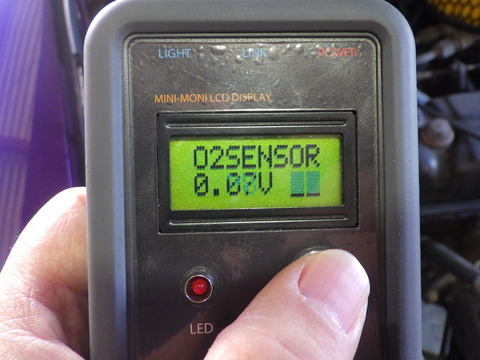 LIGHT LINK POWER
MINI-MONI LCD DISPLAY
O2SENSOR
LED